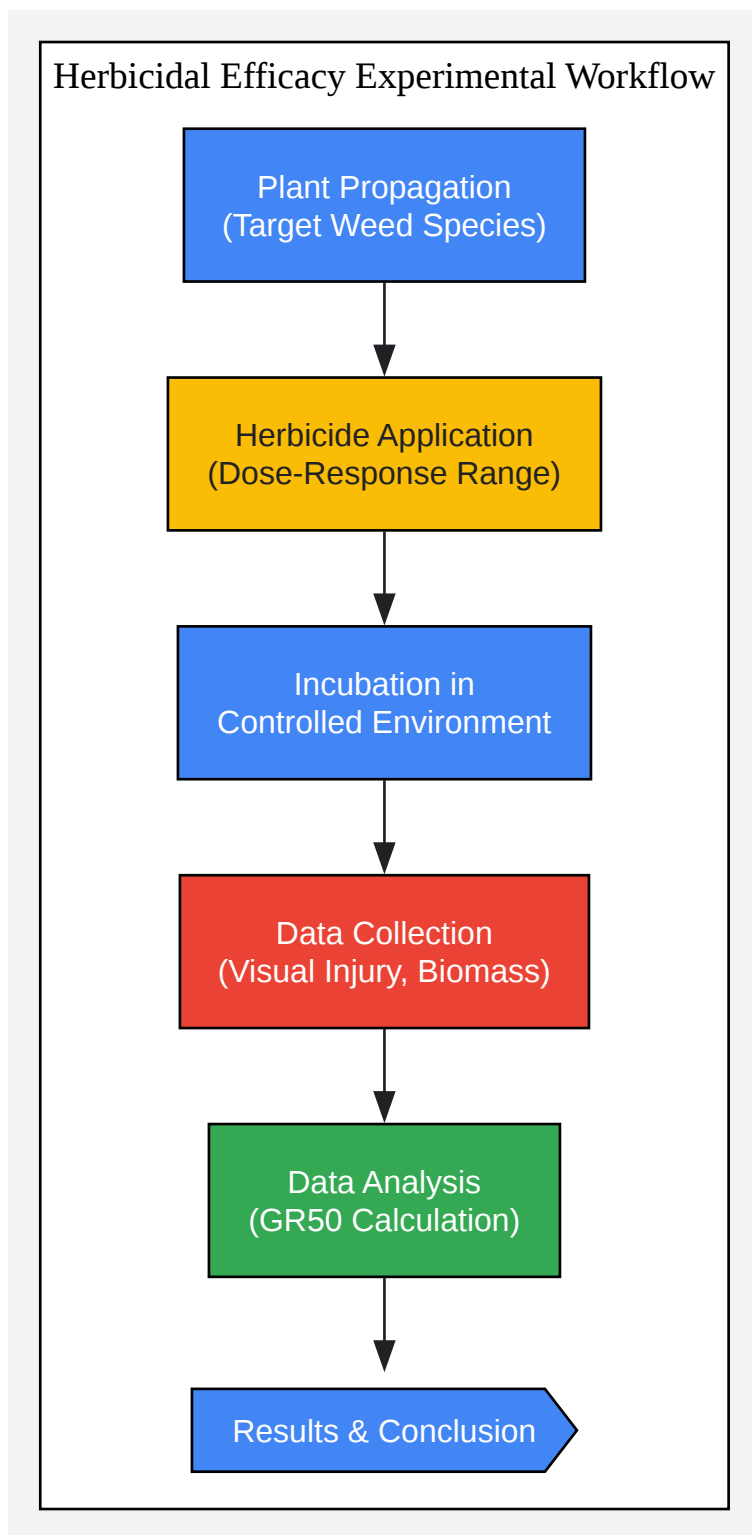 Herbicidal Efficacy Experimental Workflow
Plant Propagation
(Target Weed Species)
Herbicide Application
(Dose-Response Range)
Incubation in
Controlled Environment
Data Collection
(Visual Injury, Biomass)
Data Analysis
(GR50 Calculation)
Results & Conclusion